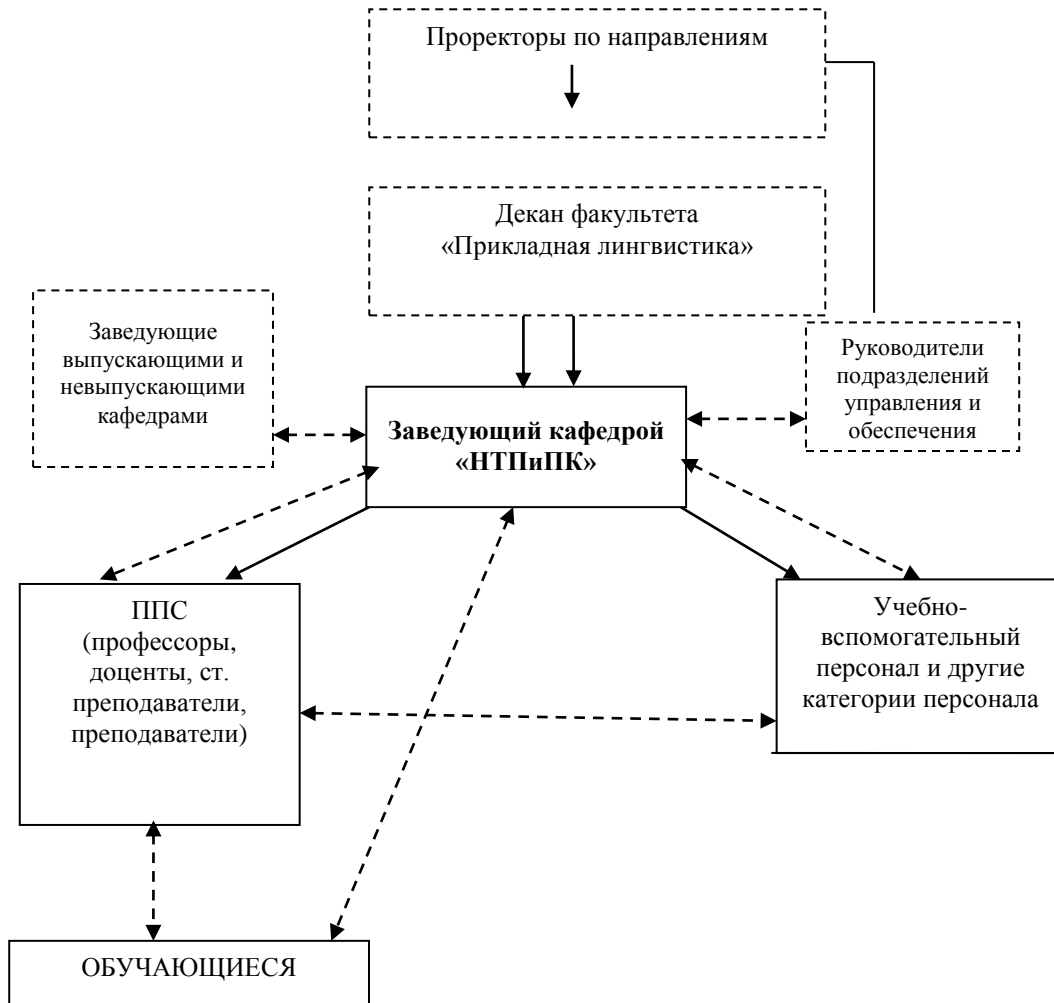 Проректоры по направлениям
Декан факультета
«Прикладная лингвистика»
Заведующие
выпускающими и
невыпускающими
кафедрами
Руководители
подразделений
управления и
обеспечения
Заведующий кафедрой
«НТПиПК»
ППС
(профессоры,
доценты, ст.
преподаватели,
преподаватели)
Учебно-
вспомогательный
персонал и другие
категории персонала
ОБУЧАЮЩИЕСЯ